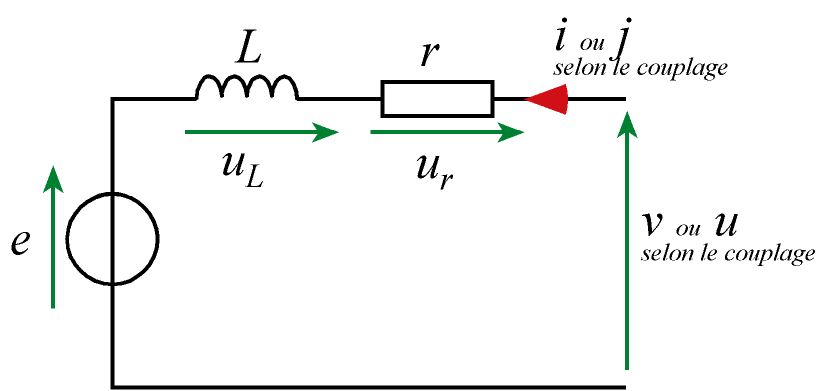 i ou j
selon le couplage
L
r
u_L
u_r
e
v ou u
selon le couplage